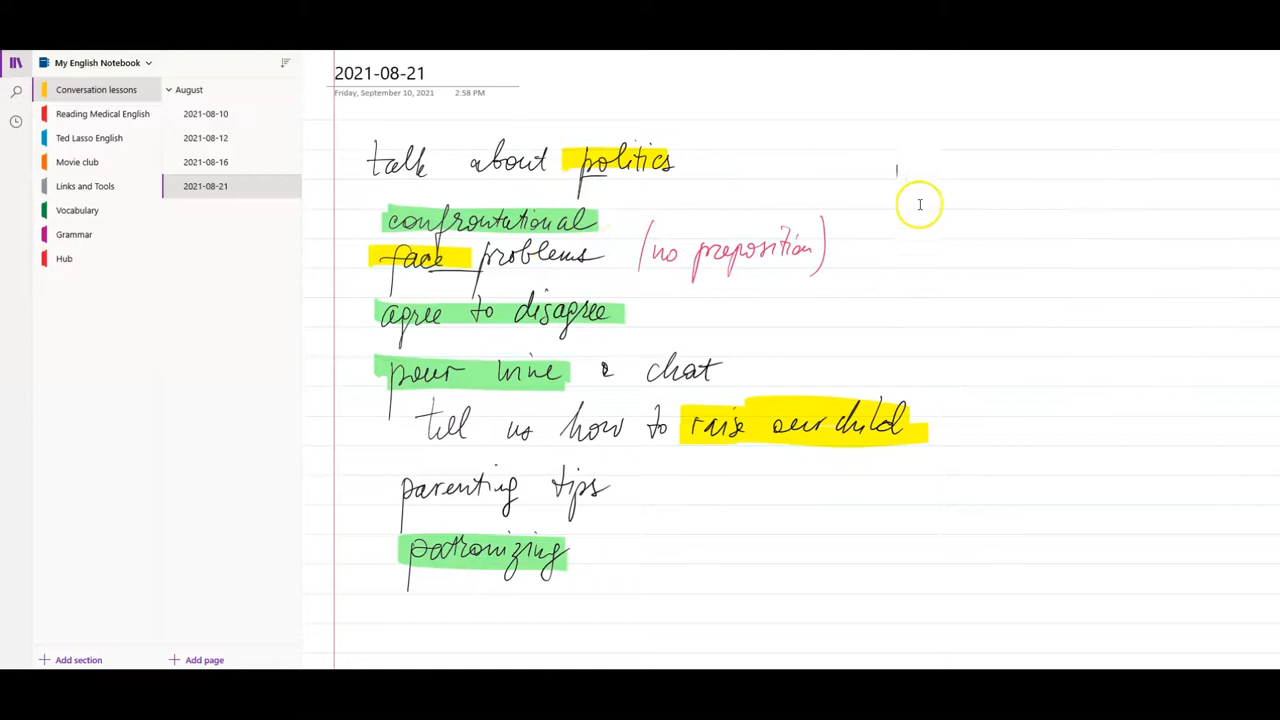 My English Notebook
Conversation lessons
Reading Medical English
Ted Lasso English
Movie club
Links and Tools
Vocabulary
Grammar
Hub
Add section
August
2021-08-10
2021-08-12
2021-08-16
2021-08-21
Add page
2021-08-21
Friday, September 10, 2021 2:58 PM
talk about politics
confrontational
face problems (no preposition)
agree to disagree
pour wine & chat
tell us how to raise our child
parenting tips
patronizing